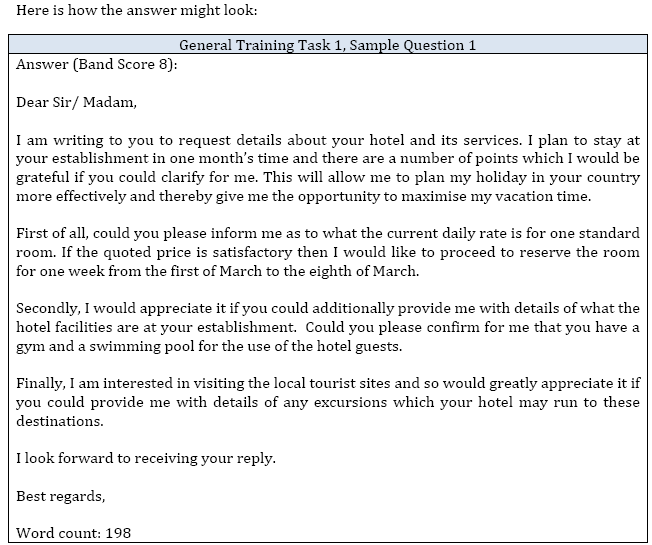 Here is how the answer might look:
General Training Task 1, Sample Question 1
Answer (Band Score 8):
Dear Sir/ Madam,
I am writing to you to request details about your hotel and its services. I plan to stay at
your establishment in one month's time and there are a number of points which I would be
grateful if you could clarify for me. This will allow me to plan my holiday in your country
more effectively and thereby give me the opportunity to maximise my vacation time.
First of all, could you please inform me as to what the current daily rate is for one standard
room. If the quoted price is satisfactory then I would like to proceed to reserve the room
for one week from the first of March to the eighth of March.
Secondly, I would appreciate it if you could additionally provide me with details of what the
hotel facilities are at your establishment.  Could you please confirm for me that you have a
gym and a swimming pool for the use of the hotel guests.
Finally, I am interested in visiting the local tourist sites and so would greatly appreciate it if
you could provide me with details of any excursions which your hotel may run to these
destinations.
I look forward to receiving your reply.
Best regards,
Word count: 198